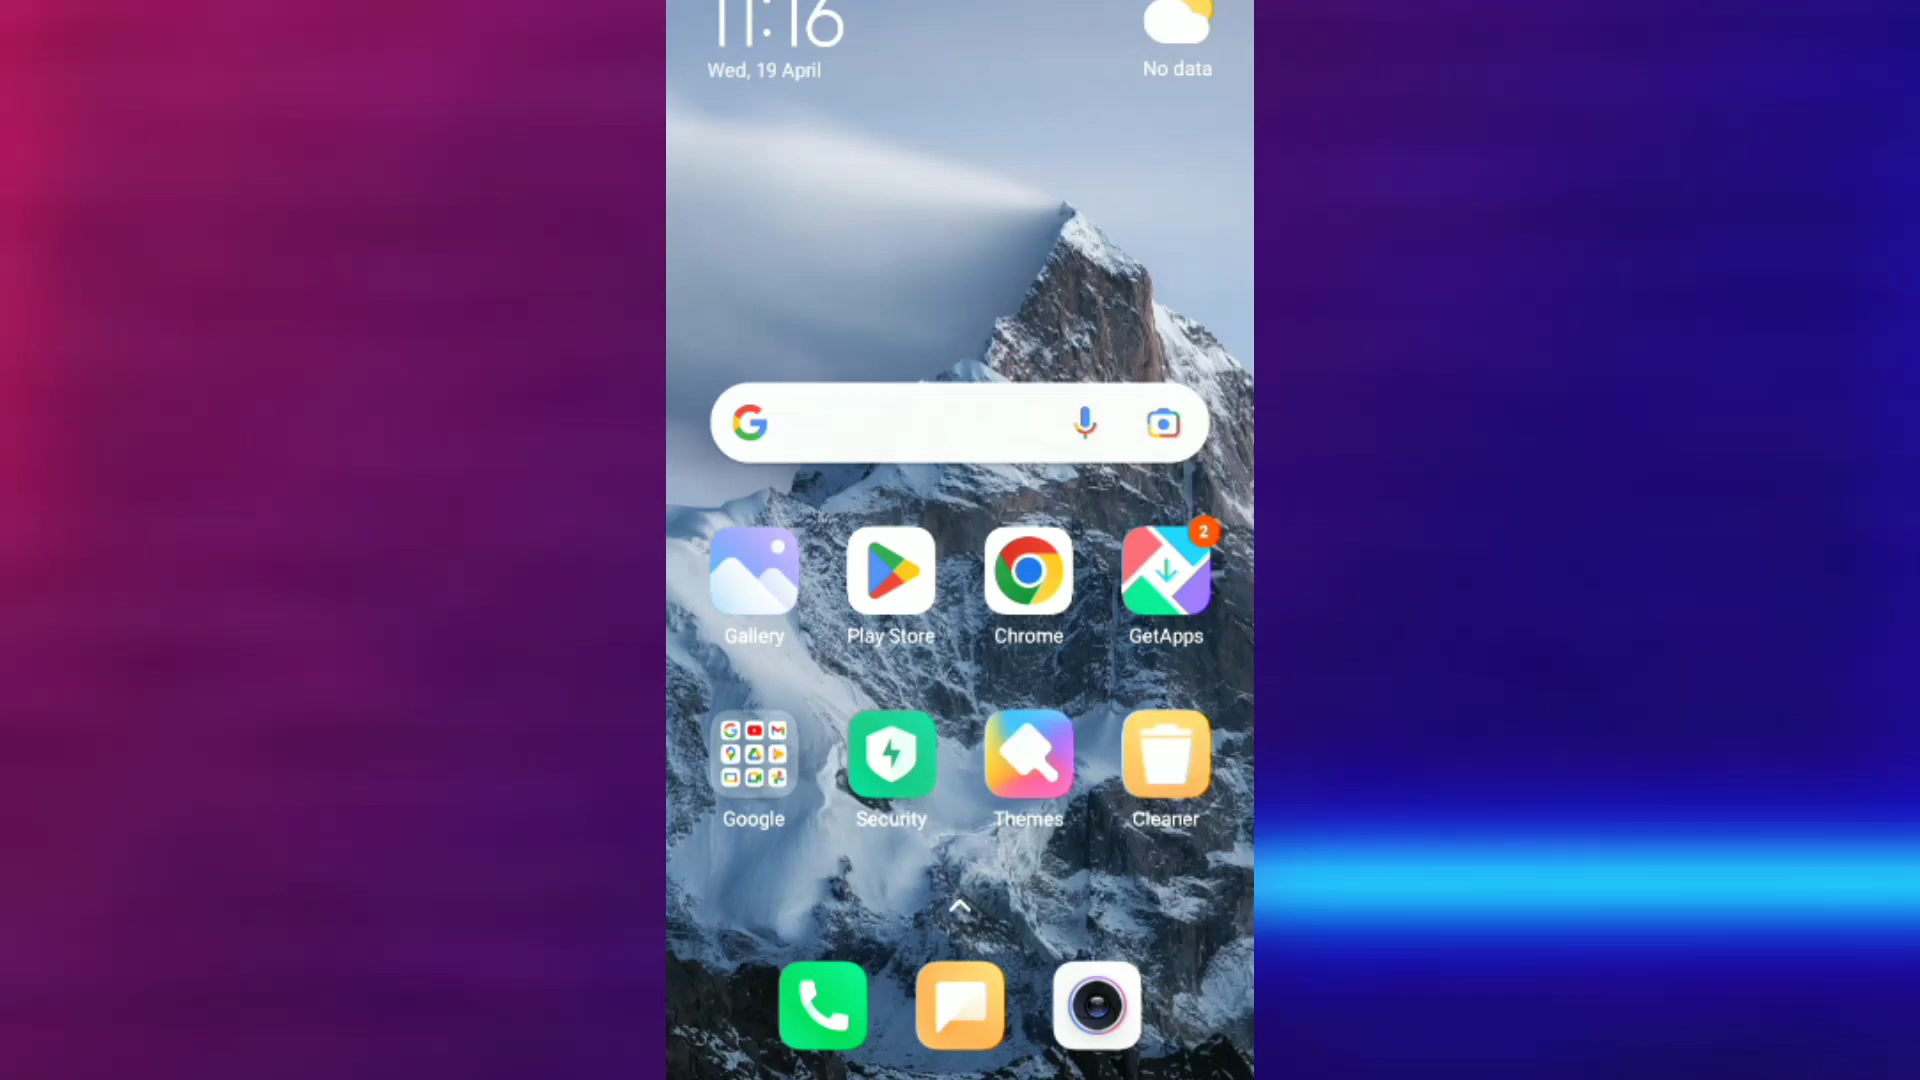 11:16
Wed, 19 April
No data
2
Gallery
Play Store
Chrome
GetApps
Google
Security
Themes
Cleaner